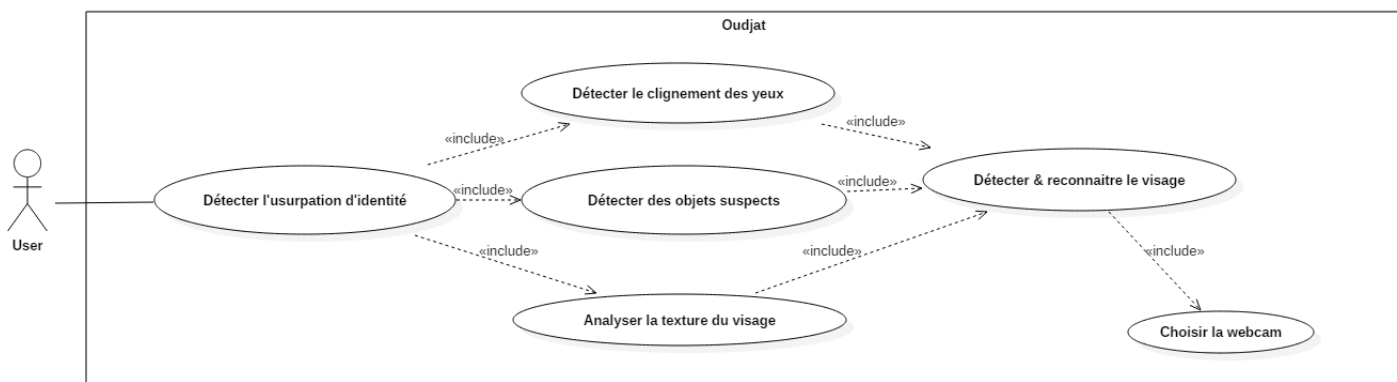 Oudjat
Détecter le clignement des yeux
«include»
«include»
Détecter l'usurpation d'identité
«include»
Détecter des objets suspects
«include»
Détecter & reconnaitre le visage
User
«include»
«include»
«include»
Analyser la texture du visage
Choisir la webcam